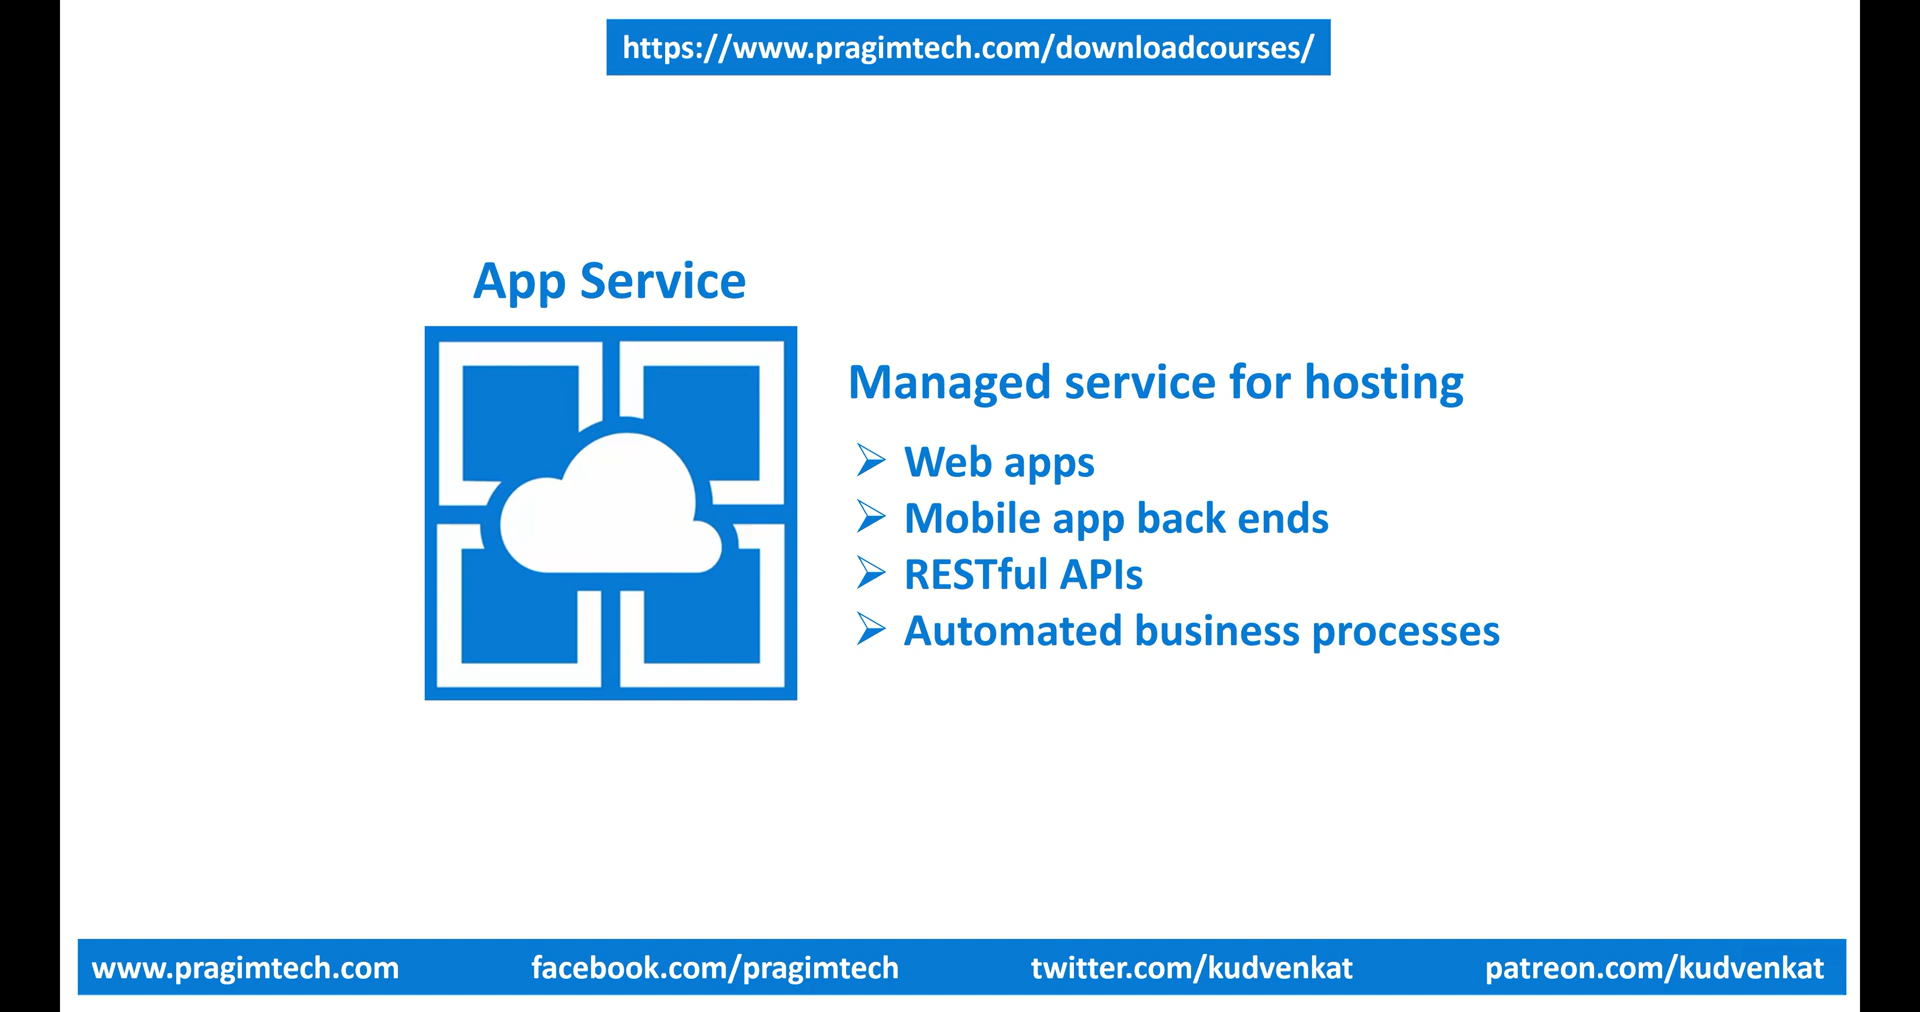 https://www.pragimtech.com/downloadcourses/
App Service
Managed service for hosting
Web apps
Mobile app back ends
RESTful APIs
Automated business processes
www.pragimtech.com facebook.com/pragimtech twitter.com/kudvenkat patreon.com/kudvenkat